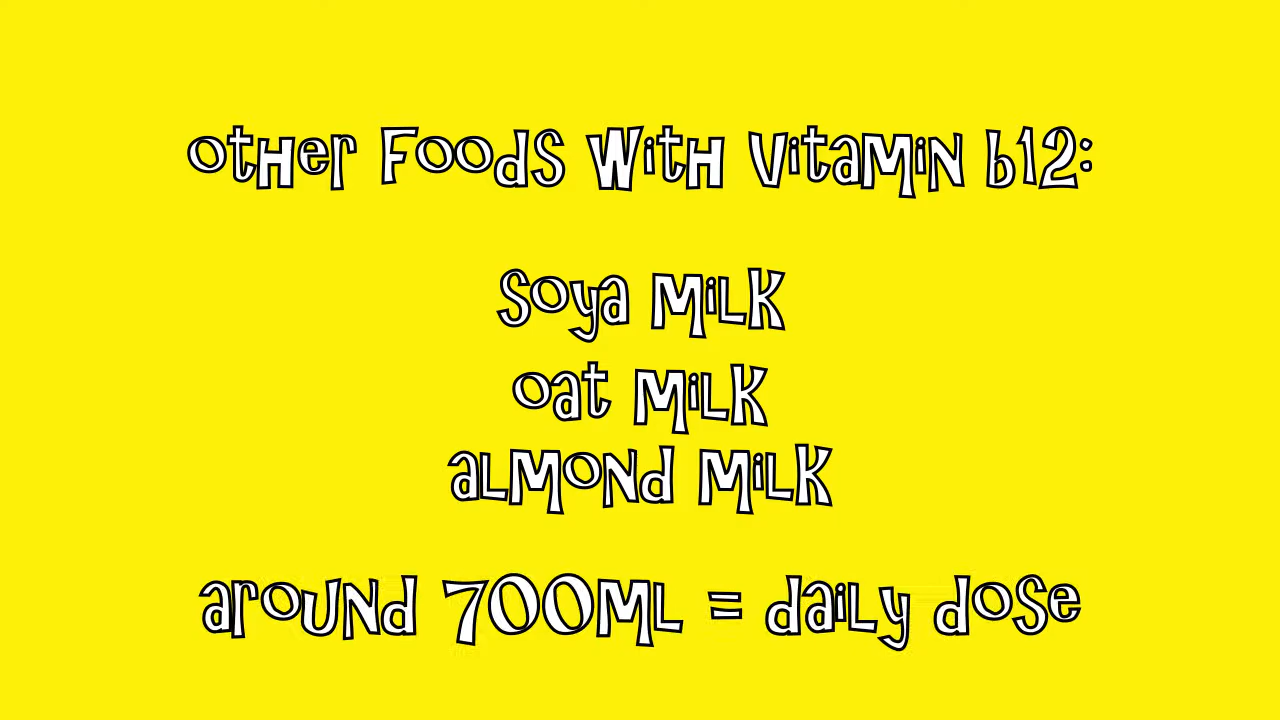 other Foods With Vitamin b12:
soya Milk
oat Milk
almond Milk
around 700ML = daily dose